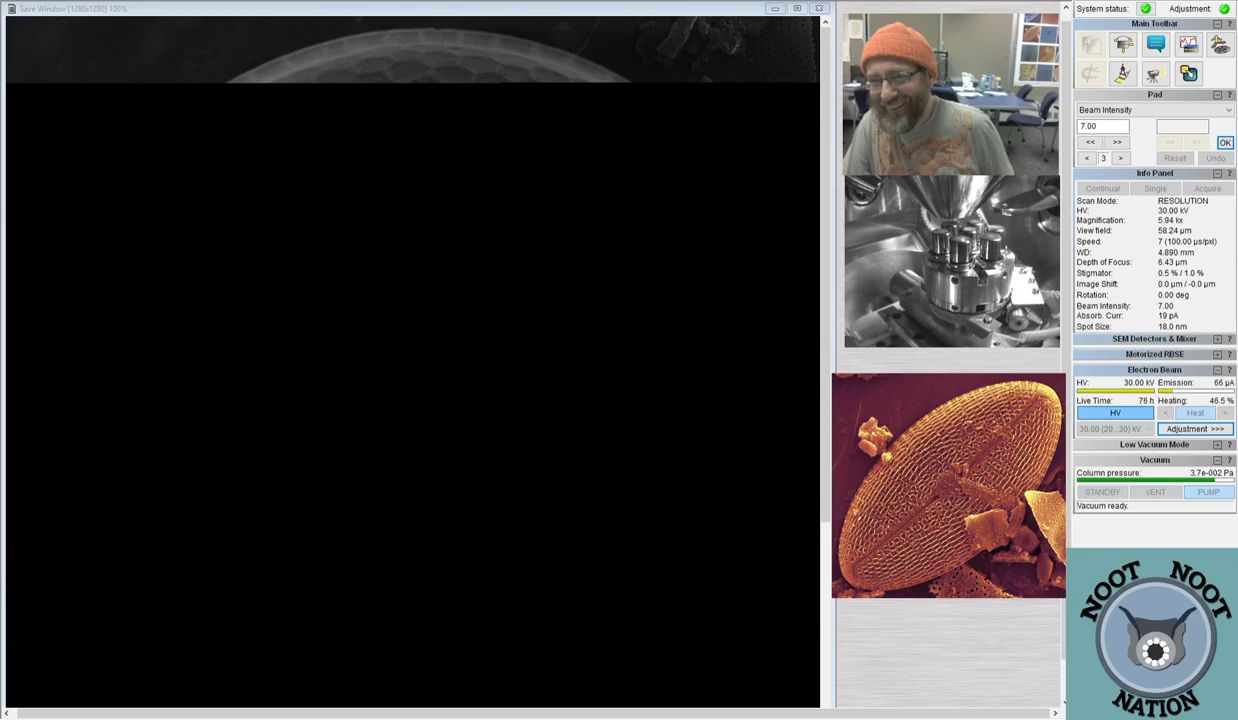 Save Window [1280x1280] 100%
System status:
Adjustment:
Main Toolbar
?
Pad
?
Beam Intensity
7.00
<< >> << >> OK
< 3 > Reset Undo
Info Panel
?
Continual Single Acquire
Scan Mode: RESOLUTION
HV: 30.00 kV
Magnification: 5.94 kx
View field: 58.24 µm
Speed: 7 (100.00 µs/pxl)
WD: 4.890 mm
Depth of Focus: 6.43 µm
Stigmator: 0.5 % / 1.0 %
Image Shift: 0.0 µm / -0.0 µm
Rotation: 0.00 deg
Beam Intensity: 7.00
Absorb. Curr: 19 pA
Spot Size: 18.0 nm
SEM Detectors & Mixer
?
Motorized RBSE
?
Electron Beam
?
HV: 30.00 kV Emission: 66 µA
Live Time: 76 h Heating: 46.5 %
HV < Heat >
30.00 (20...30) kV Adjustment >>>
Low Vacuum Mode
?
Vacuum
?
Column pressure: 3.7e-002 Pa
STANDBY VENT PUMP
Vacuum ready.
NOOT NOOT
NATION